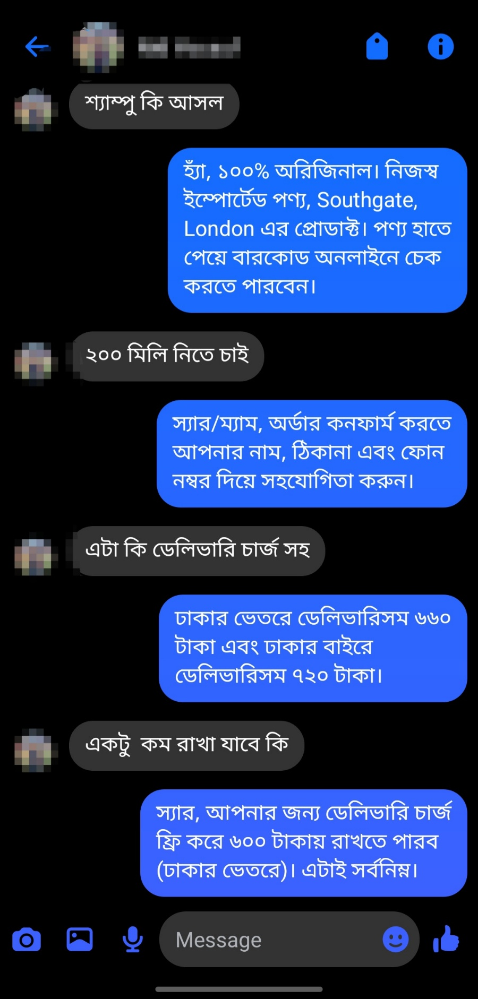 শ্যাম্পু কি আসল
হ্যাঁ, ১০০% অরিজিনাল। নিজস্ব
ইম্পোর্টেড পণ্য, Southgate,
London এর প্রোডাক্ট। পণ্য হাতে
পেয়ে বারকোড অনলাইনে চেক
করতে পারবেন।
২০০ মিলি নিতে চাই
স্যার/ম্যাম, অর্ডার কনফার্ম করতে
আপনার নাম, ঠিকানা এবং ফোন
নম্বর দিয়ে সহযোগিতা করুন।
এটা কি ডেলিভারি চার্জ সহ
ঢাকার ভেতরে ডেলিভারিসম ৬৬০
টাকা এবং ঢাকার বাইরে
ডেলিভারিসম ৭২০ টাকা।
একটু  কম রাখা যাবে কি
স্যার, আপনার জন্য ডেলিভারি চার্জ
ফ্রি করে ৬০০ টাকায় রাখতে পারব
(ঢাকার ভেতরে)। এটাই সর্বনিম্ন।
Message